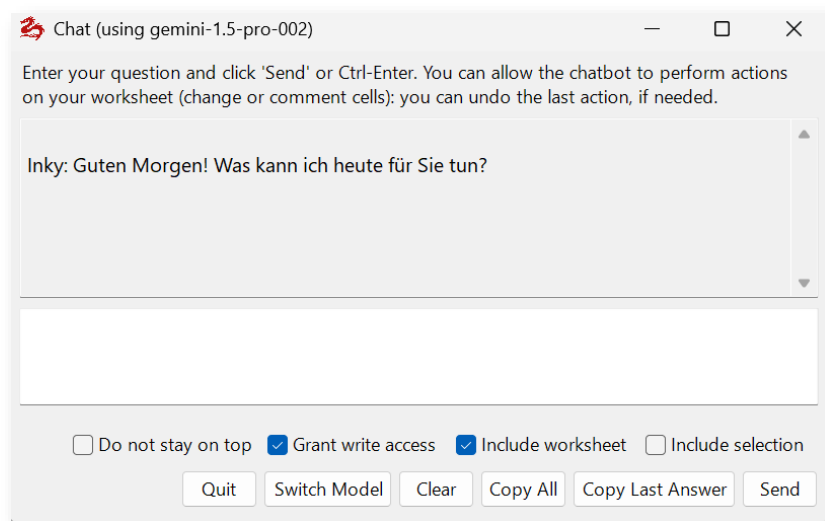 Chat (using gemini-1.5-pro-002)
Enter your question and click 'Send' or Ctrl-Enter. You can allow the chatbot to perform actions
on your worksheet (change or comment cells): you can undo the last action, if needed.
Inky: Guten Morgen! Was kann ich heute für Sie tun?
Do not stay on top Grant write access Include worksheet Include selection
Quit Switch Model Clear Copy All Copy Last Answer Send